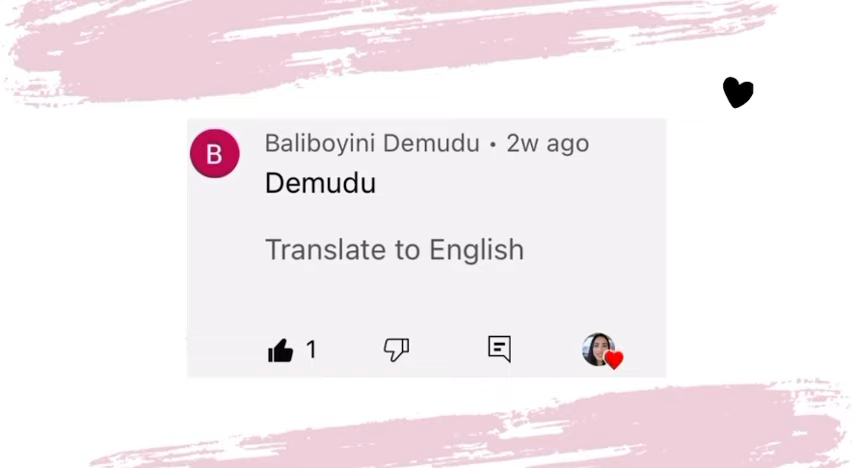 B
Baliboyini Demudu • 2w ago
Demudu
Translate to English
1